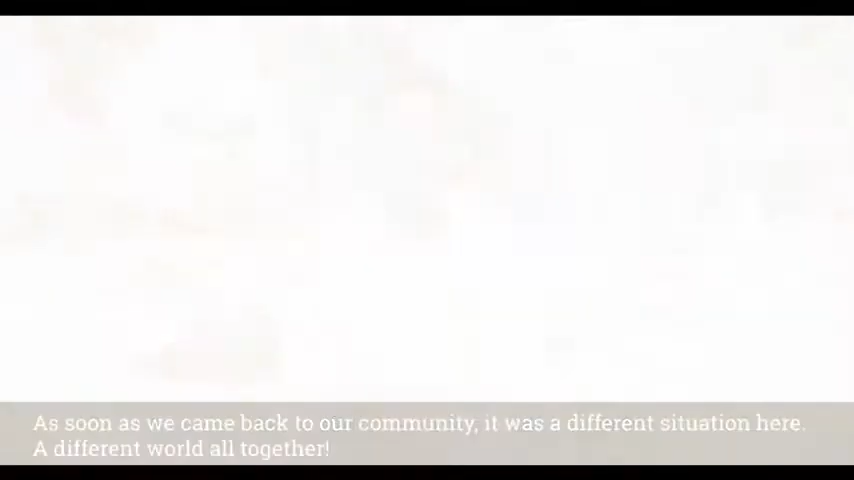 As soon as we came back to our community, it was a different situation here.
A different world all together!